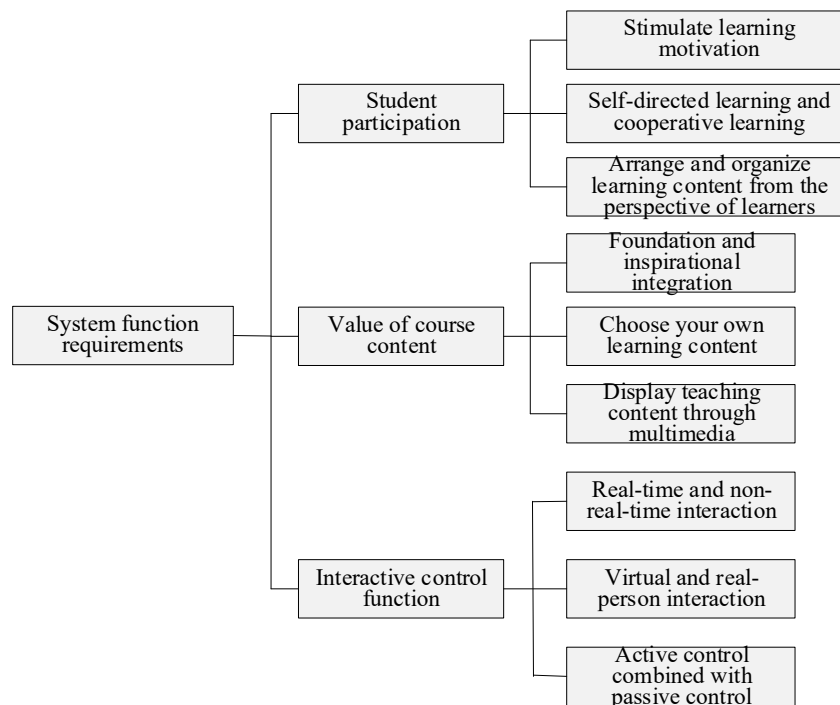 Stimulate learning
motivation
Student
participation
Self-directed learning and
cooperative learning
Arrange and organize
learning content from the
perspective of learners
Foundation and
inspirational
integration
System function
requirements
Value of course
content
Choose your own
learning content
Display teaching
content through
multimedia
Real-time and non-
real-time interaction
Interactive control
function
Virtual and real-
person interaction
Active control
combined with
passive control